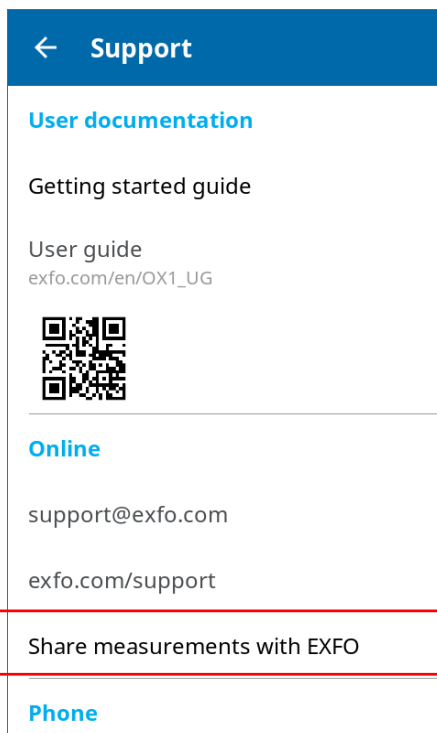 Support
User documentation
Getting started guide
User guide
exfo.com/en/OX1_UG
Online
support@exfo.com
exfo.com/support
Share measurements with EXFO
Phone